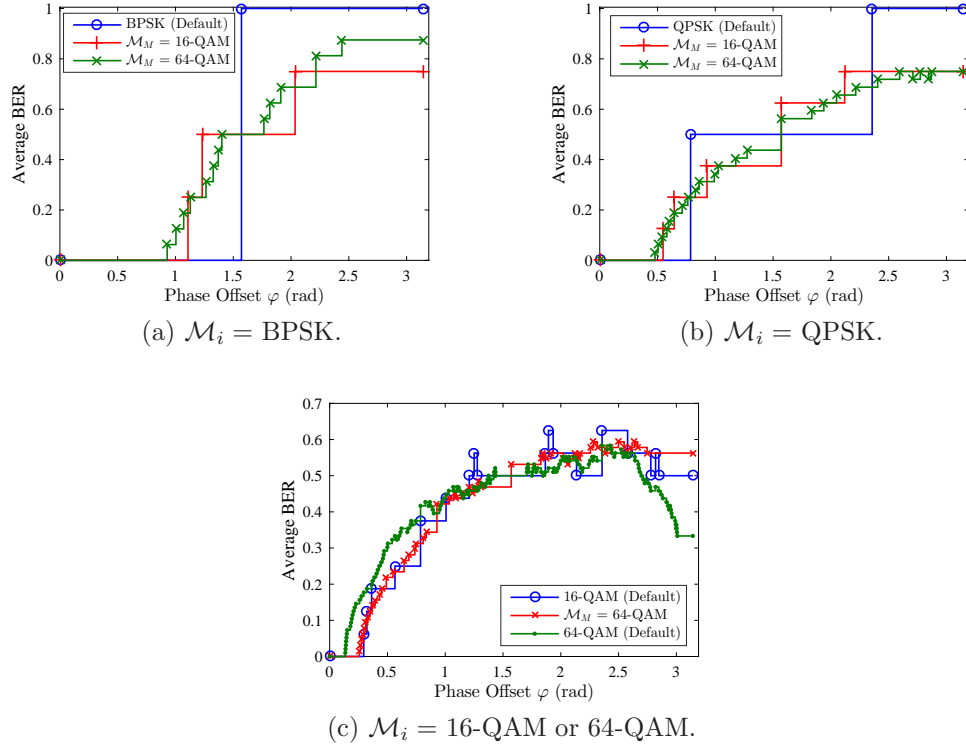 1
0.8
0.6
0.4
0.2
0
Average BER
BPSK (Default)
ℳ_M = 16-QAM
ℳ_M = 64-QAM
0 0.5 1 1.5 2 2.5 3
Phase Offset φ (rad)
(a) ℳ_i = BPSK.
1
0.8
0.6
0.4
0.2
0
Average BER
QPSK (Default)
ℳ_M = 16-QAM
ℳ_M = 64-QAM
0 0.5 1 1.5 2 2.5 3
Phase Offset φ (rad)
(b) ℳ_i = QPSK.
0.7
0.6
0.5
0.4
0.3
0.2
0.1
0
Average BER
16-QAM (Default)
ℳ_M = 64-QAM
64-QAM (Default)
0 0.5 1 1.5 2 2.5 3
Phase Offset φ (rad)
(c) ℳ_i = 16-QAM or 64-QAM.